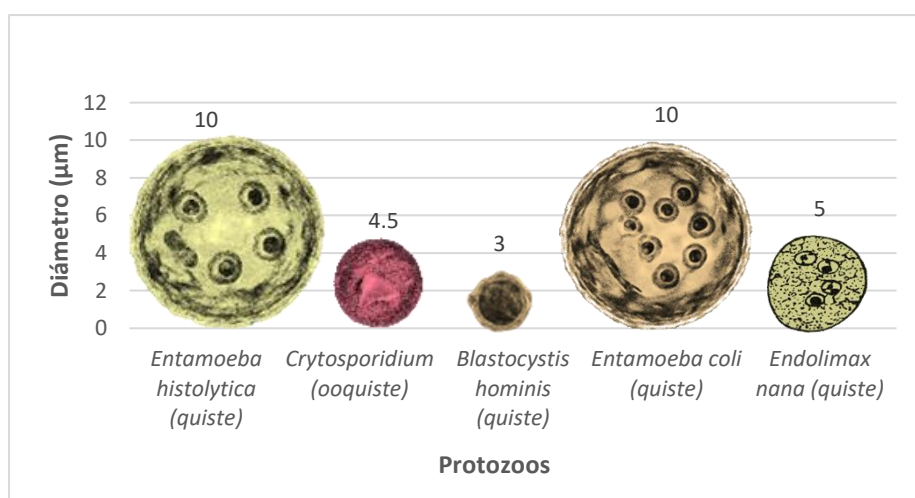 Diámetro (µm)
12
10
8
6
4
2
0
10
4.5
3
10
5
Entamoeba
histolytica
(quiste)
Crytosporidium
(ooquiste)
Blastocystis
hominis
(quiste)
Entamoeba coli
(quiste)
Endolimax
nana (quiste)
Protozoos